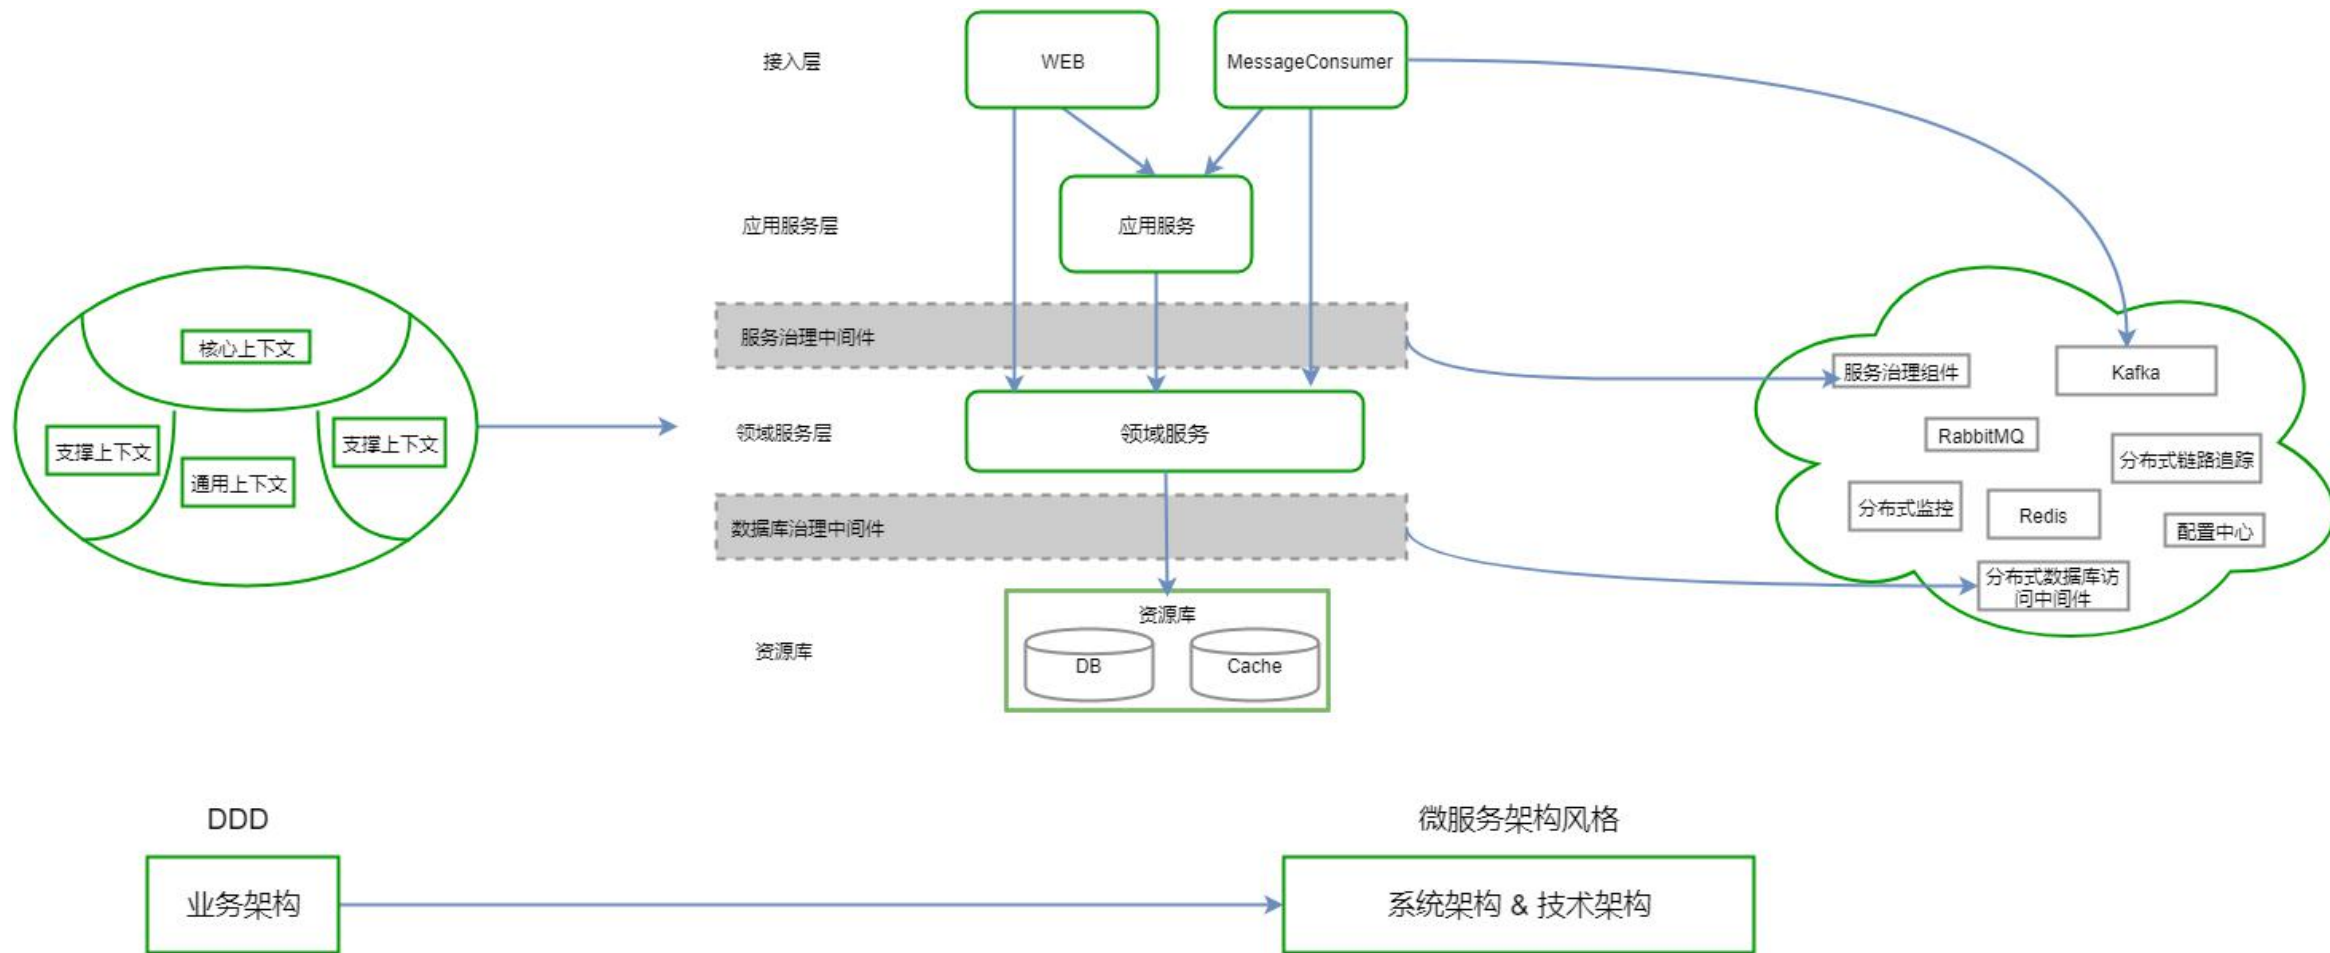 接入层
WEB
MessageConsumer
应用服务层
应用服务
服务治理中间件
领域服务层
领域服务
数据库治理中间件
资源库
资源库
DB
Cache
核心上下文
支撑上下文
支撑上下文
通用上下文
服务治理组件
Kafka
RabbitMQ
分布式链路追踪
分布式监控
Redis
配置中心
分布式数据库访
问中间件
DDD
业务架构
微服务架构风格
系统架构 & 技术架构